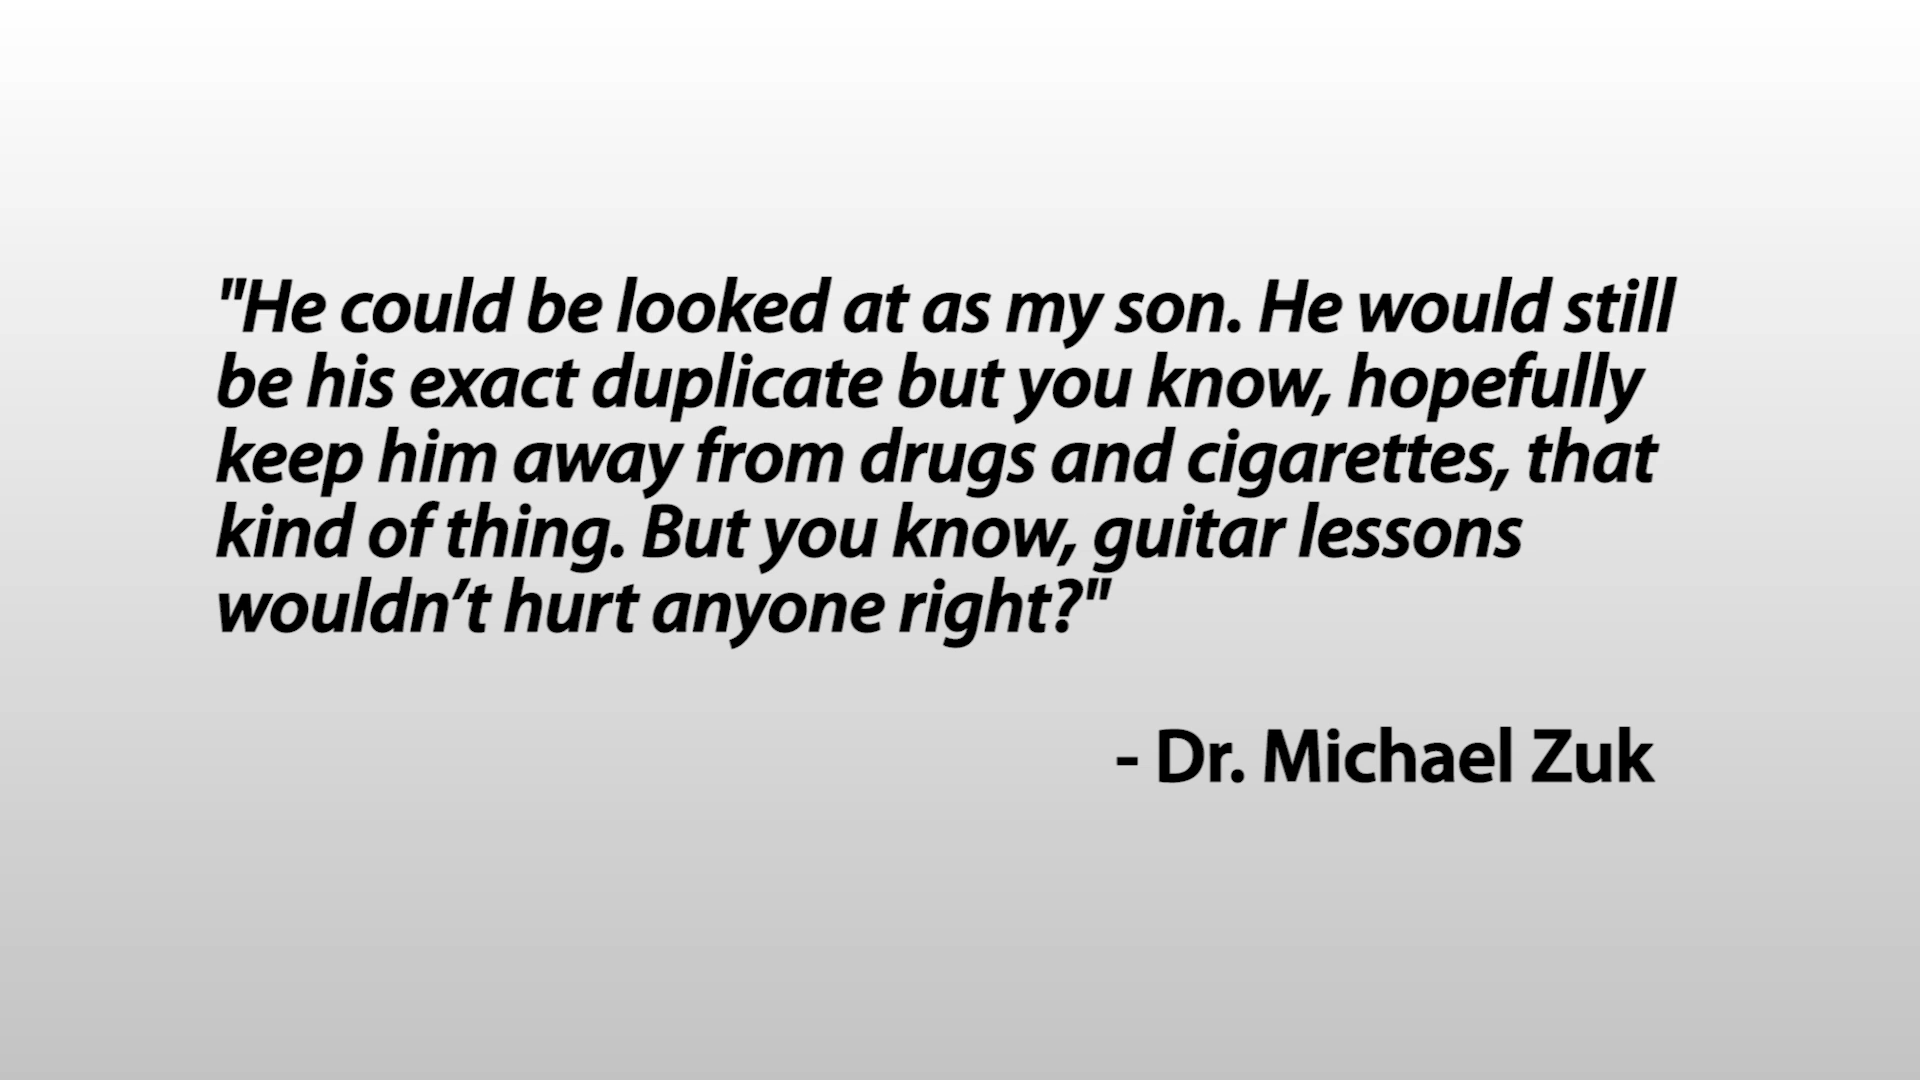 "He could be looked at as my son. He would still
be his exact duplicate but you know, hopefully
keep him away from drugs and cigarettes, that
kind of thing. But you know, guitar lessons
wouldn’t hurt anyone right?"
- Dr. Michael Zuk